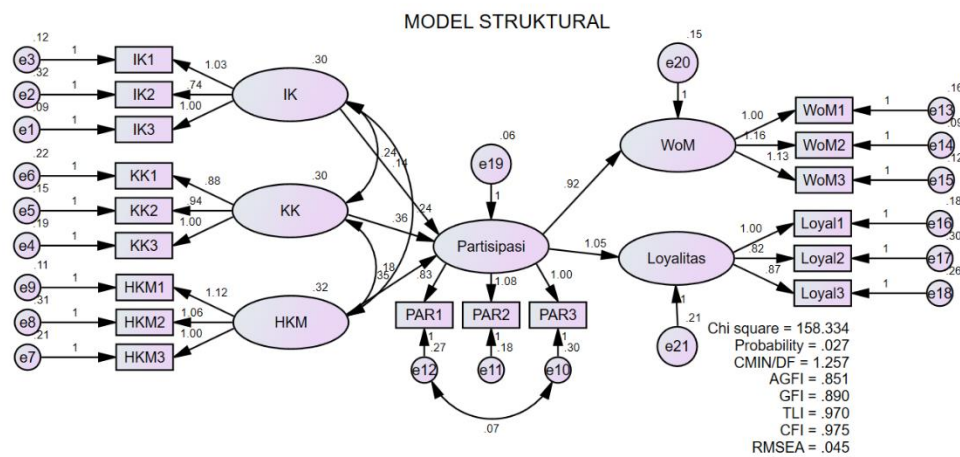 MODEL STRUKTURAL
.12
e3 1 IK1 1.03
.32
e2 1 IK2 .74
.09
e1 1 IK3 1.00
.30
IK
.22
e6 1 KK1 .88
.15
e5 1 KK2 .94
.19
e4 1 KK3 1.00
.30
KK
.11
e9 1 HKM1 1.12
.31
e8 1 HKM2 1.06
.21
e7 1 HKM3 1.00
.32
HKM
.24
.14
.24
.36
.18
.35
.06
e19
1
Partisipasi
.83 1.08 1.00
PAR1 PAR2 PAR3
1 1 1
.27 .18 .30
e12 e11 e10
.07
.92
1.05
.15
e20
1
WoM
1.00 WoM1 1 .16 e13
1.16 WoM2 1 .09 e14
1.13 WoM3 1 .12 e15
Loyalitas
1.00 Loyal1 1 .18 e16
.82 Loyal2 1 .30 e17
.87 Loyal3 1 .26 e18
1
.21
e21
Chi square = 158.334
Probability = .027
CMIN/DF = 1.257
AGFI = .851
GFI = .890
TLI = .970
CFI = .975
RMSEA = .045